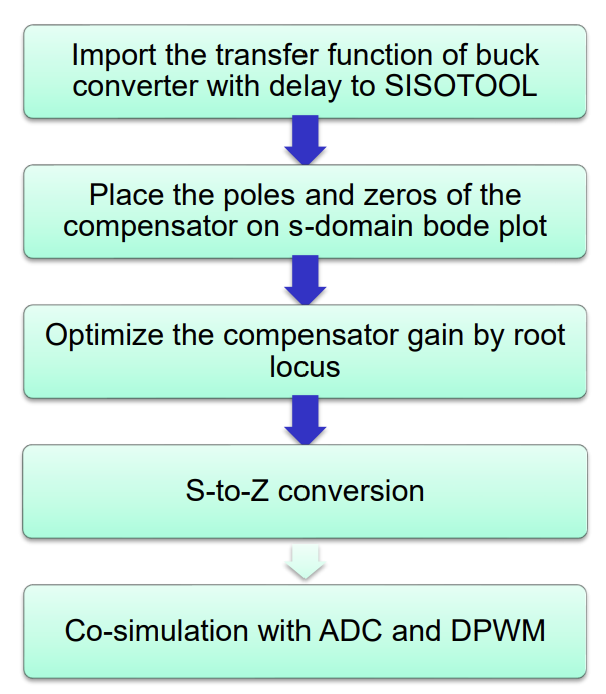 Import the transfer function of buck
converter with delay to SISOTOOL
Place the poles and zeros of the
compensator on s-domain bode plot
Optimize the compensator gain by root
locus
S-to-Z conversion
Co-simulation with ADC and DPWM